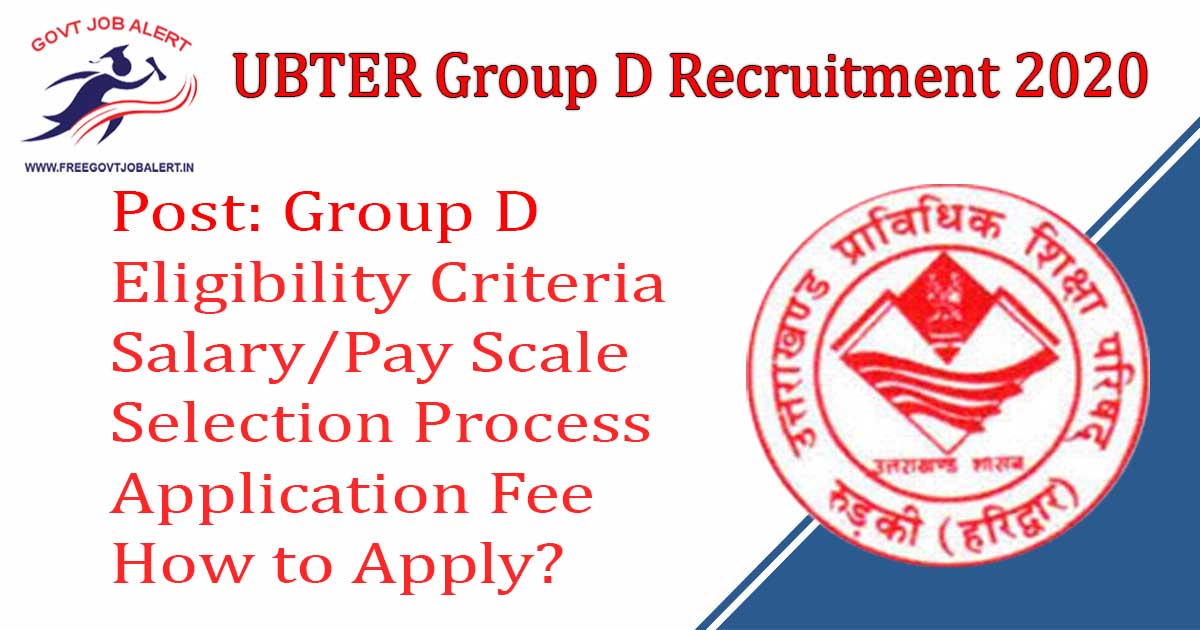 GOVT JOB ALERT
WWW.FREEGOVTJOBALERT.IN
UBTER Group D Recruitment 2020
Post: Group D
Eligibility Criteria
Salary/Pay Scale
Selection Process
Application Fee
How to Apply?
उत्तराखण्ड प्राविधिक शिक्षा परिषद्
उत्तराखण्ड शासन
रुड़की (हरिद्वार)